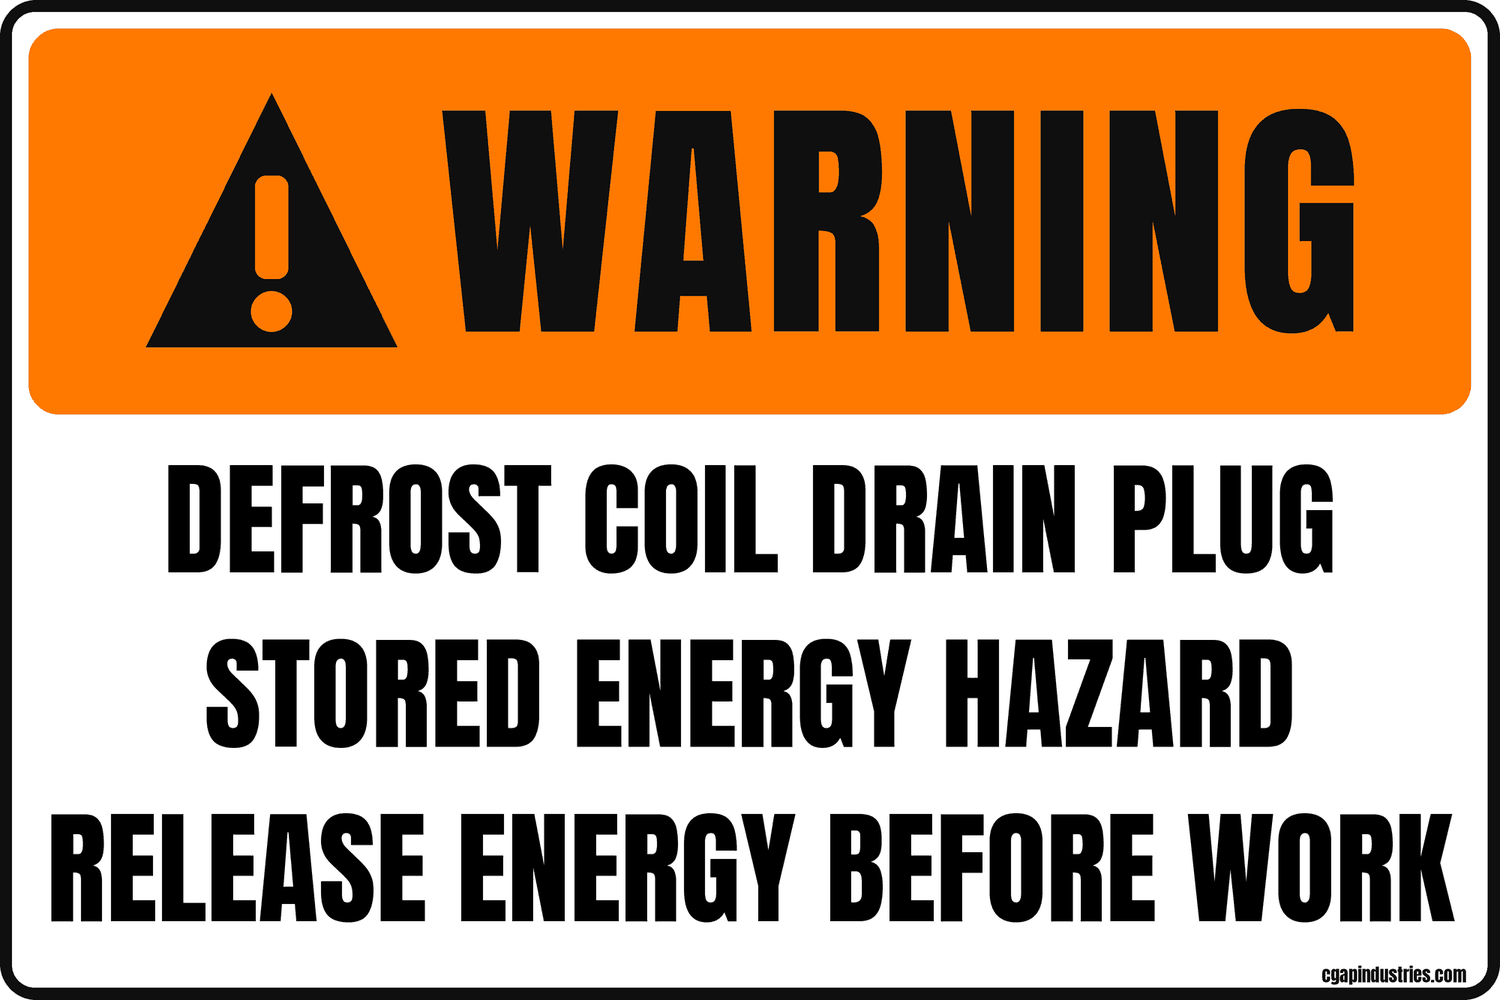 WARNING
DEFROST COIL DRAIN PLUG
STORED ENERGY HAZARD
RELEASE ENERGY BEFORE WORK
cgapindustries.com